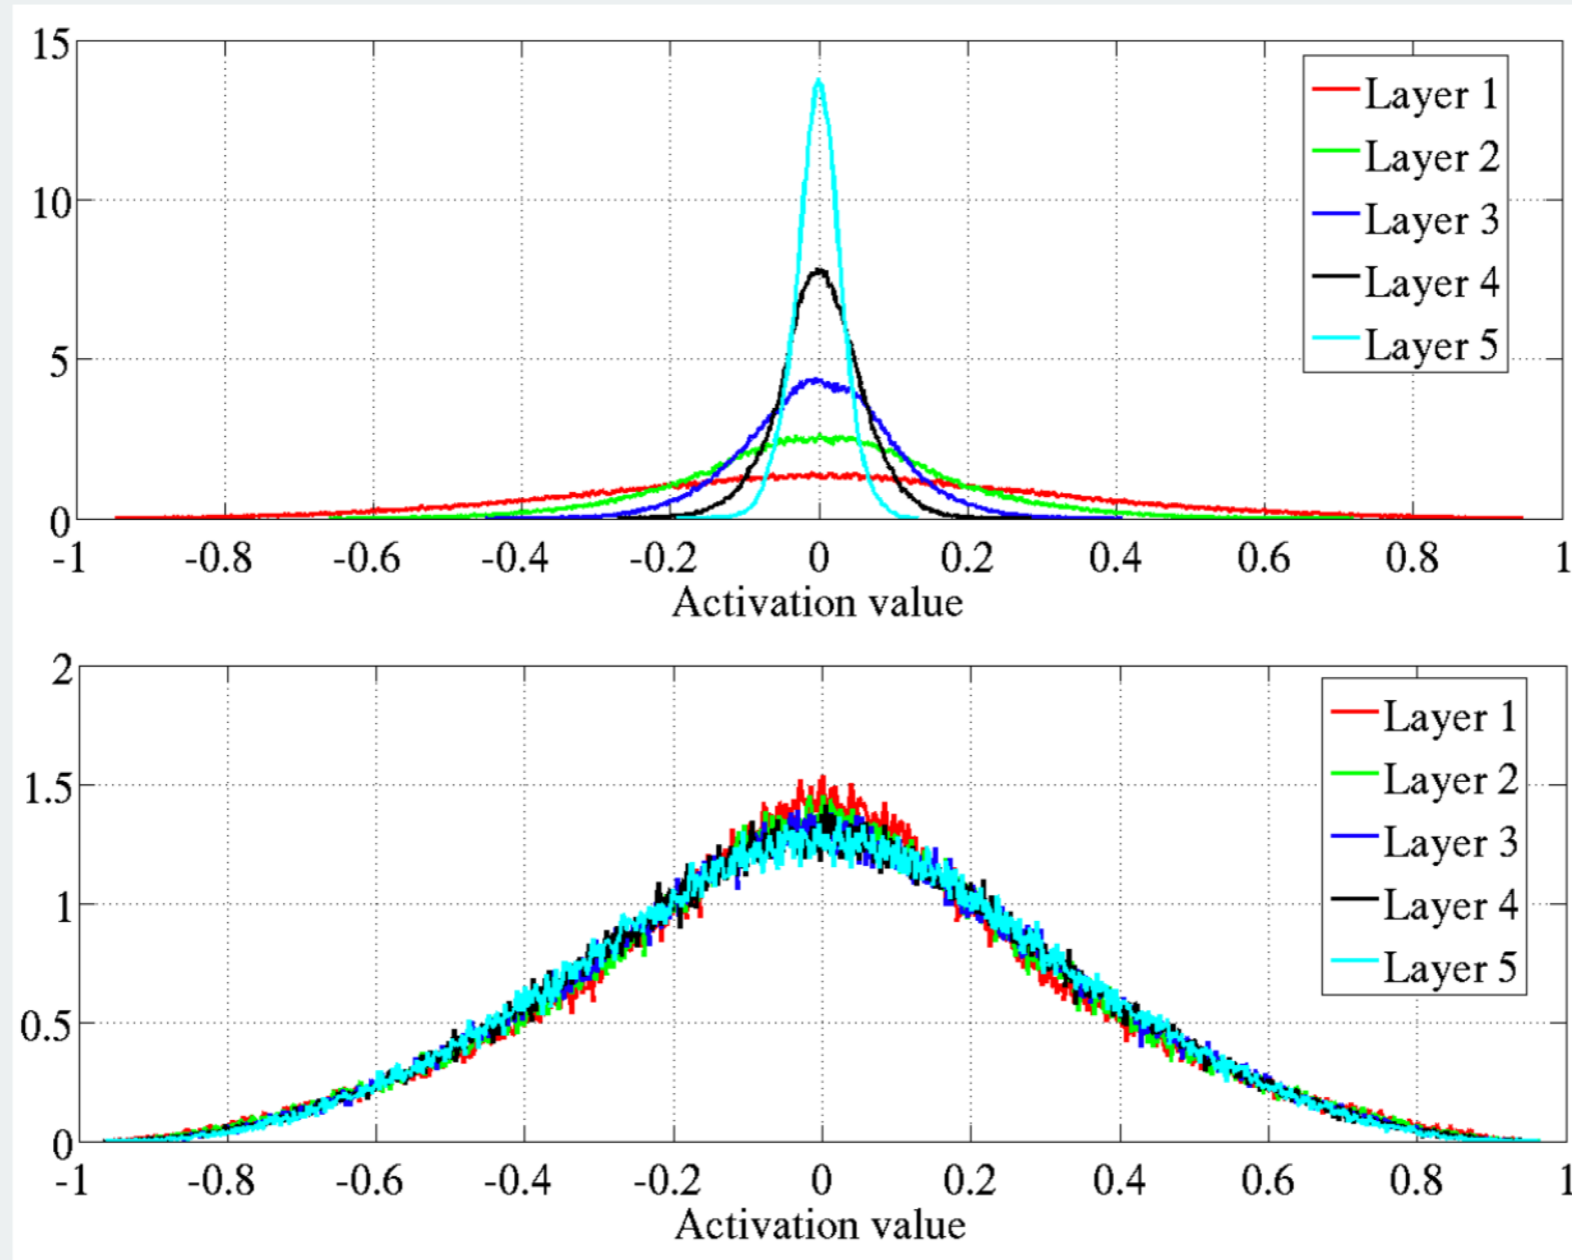 15
10
5
0
-1 -0.8 -0.6 -0.4 -0.2 0 0.2 0.4 0.6 0.8 1
Activation value
Layer 1
Layer 2
Layer 3
Layer 4
Layer 5
2
1.5
1
0.5
0
-1 -0.8 -0.6 -0.4 -0.2 0 0.2 0.4 0.6 0.8 1
Activation value
Layer 1
Layer 2
Layer 3
Layer 4
Layer 5